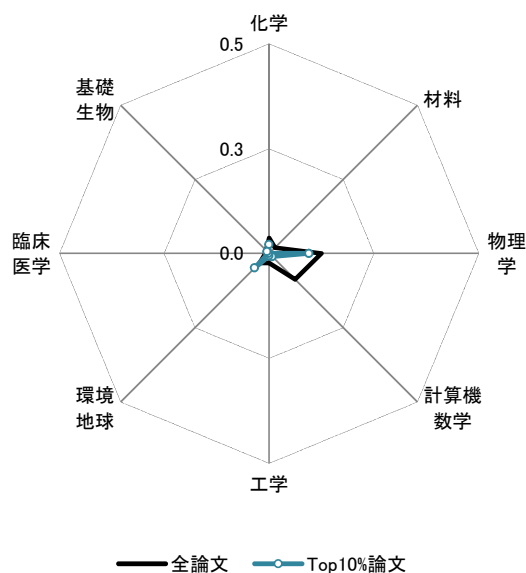 化学
0.5
基礎
生物
材料
0.3
臨床
医学
0.0
物理
学
環境
地球
計算機
数学
工学
全論文
Top10%論文